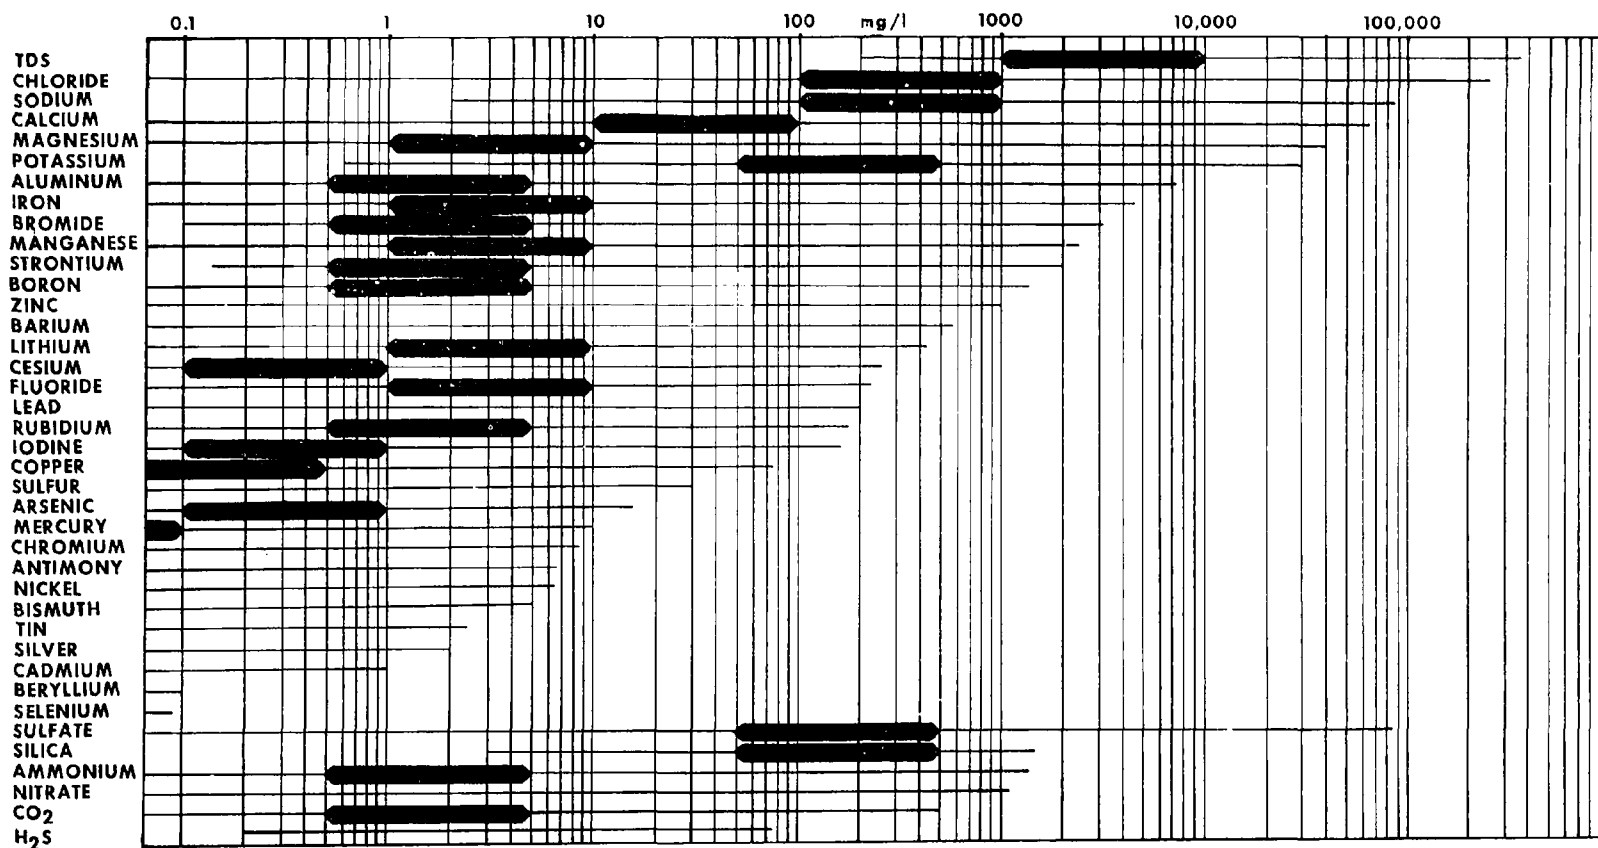 0.1 1 10 100 mg/l 1000 10,000 100,000
TDS
CHLORIDE
SODIUM
CALCIUM
MAGNESIUM
POTASSIUM
ALUMINUM
IRON
BROMIDE
MANGANESE
STRONTIUM
BORON
ZINC
BARIUM
LITHIUM
CESIUM
FLUORIDE
LEAD
RUBIDIUM
IODINE
COPPER
SULFUR
ARSENIC
MERCURY
CHROMIUM
ANTIMONY
NICKEL
BISMUTH
TIN
SILVER
CADMIUM
BERYLLIUM
SELENIUM
SULFATE
SILICA
AMMONIUM
NITRATE
CO2
H2S